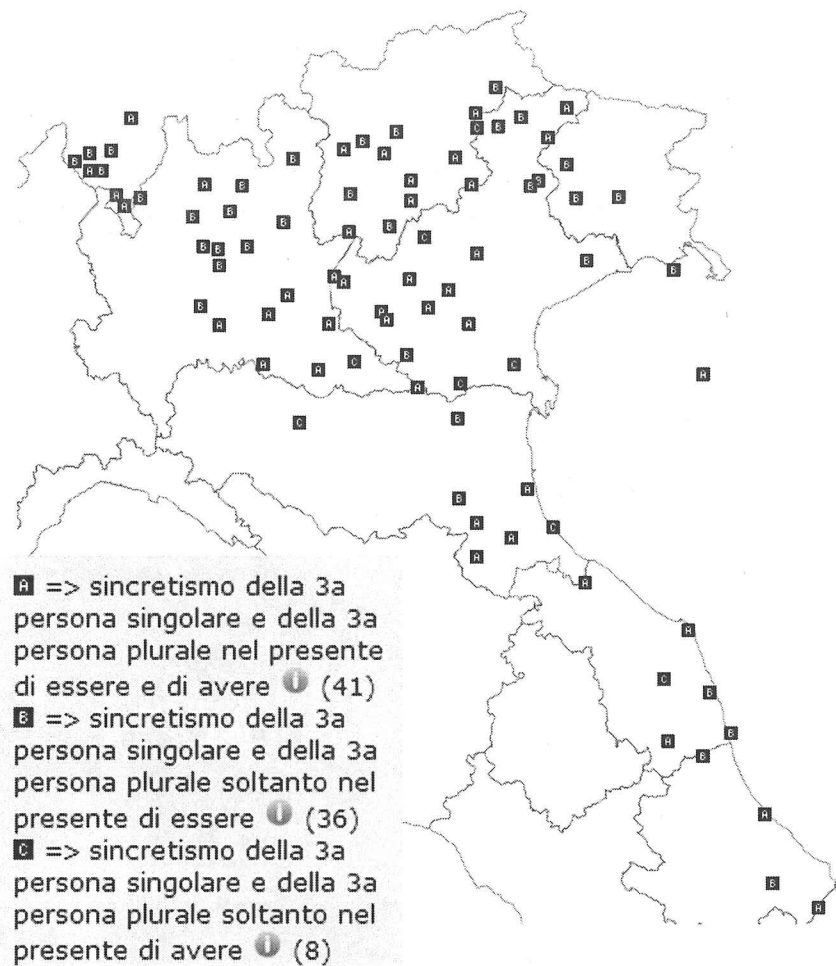 A => sincretismo della 3a
persona singolare e della 3a
persona plurale nel presente
di essere e di avere i (41)
B => sincretismo della 3a
persona singolare e della 3a
persona plurale soltanto nel
presente di essere i (36)
C => sincretismo della 3a
persona singolare e della 3a
persona plurale soltanto nel
presente di avere i (8)